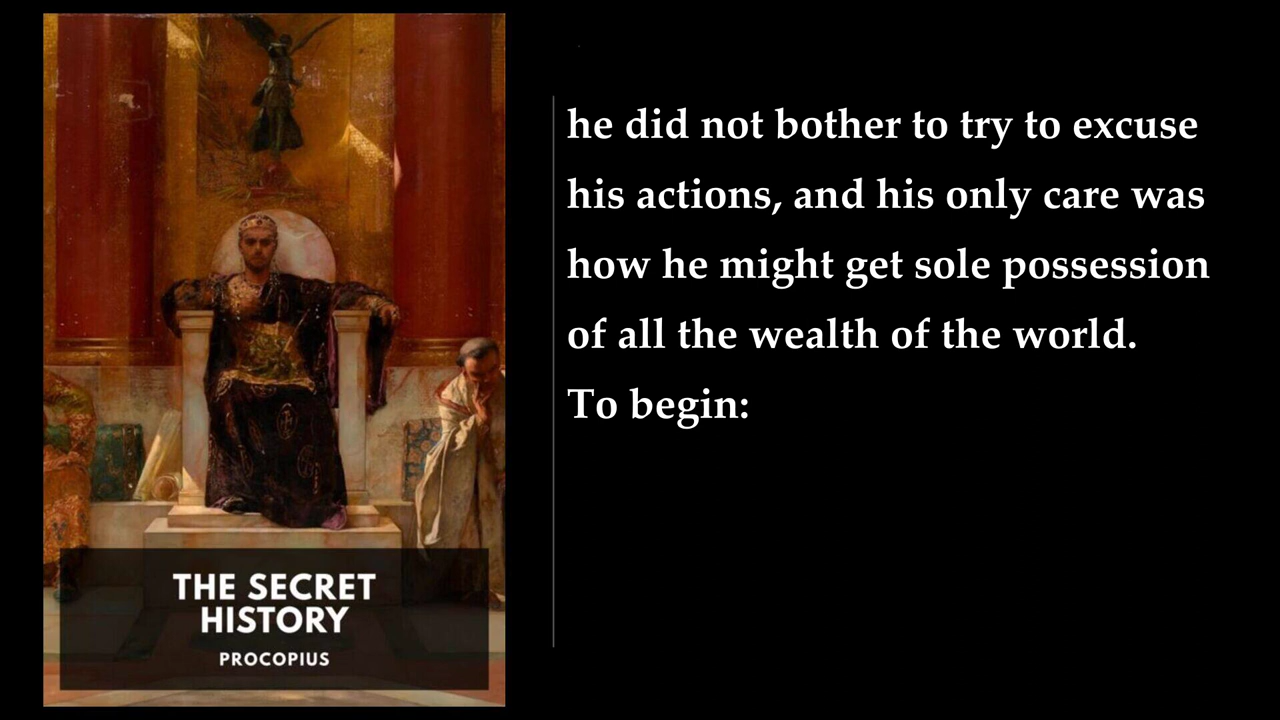 THE SECRET
HISTORY
PROCOPIUS
he did not bother to try to excuse
his actions, and his only care was
how he might get sole possession
of all the wealth of the world.
To begin: